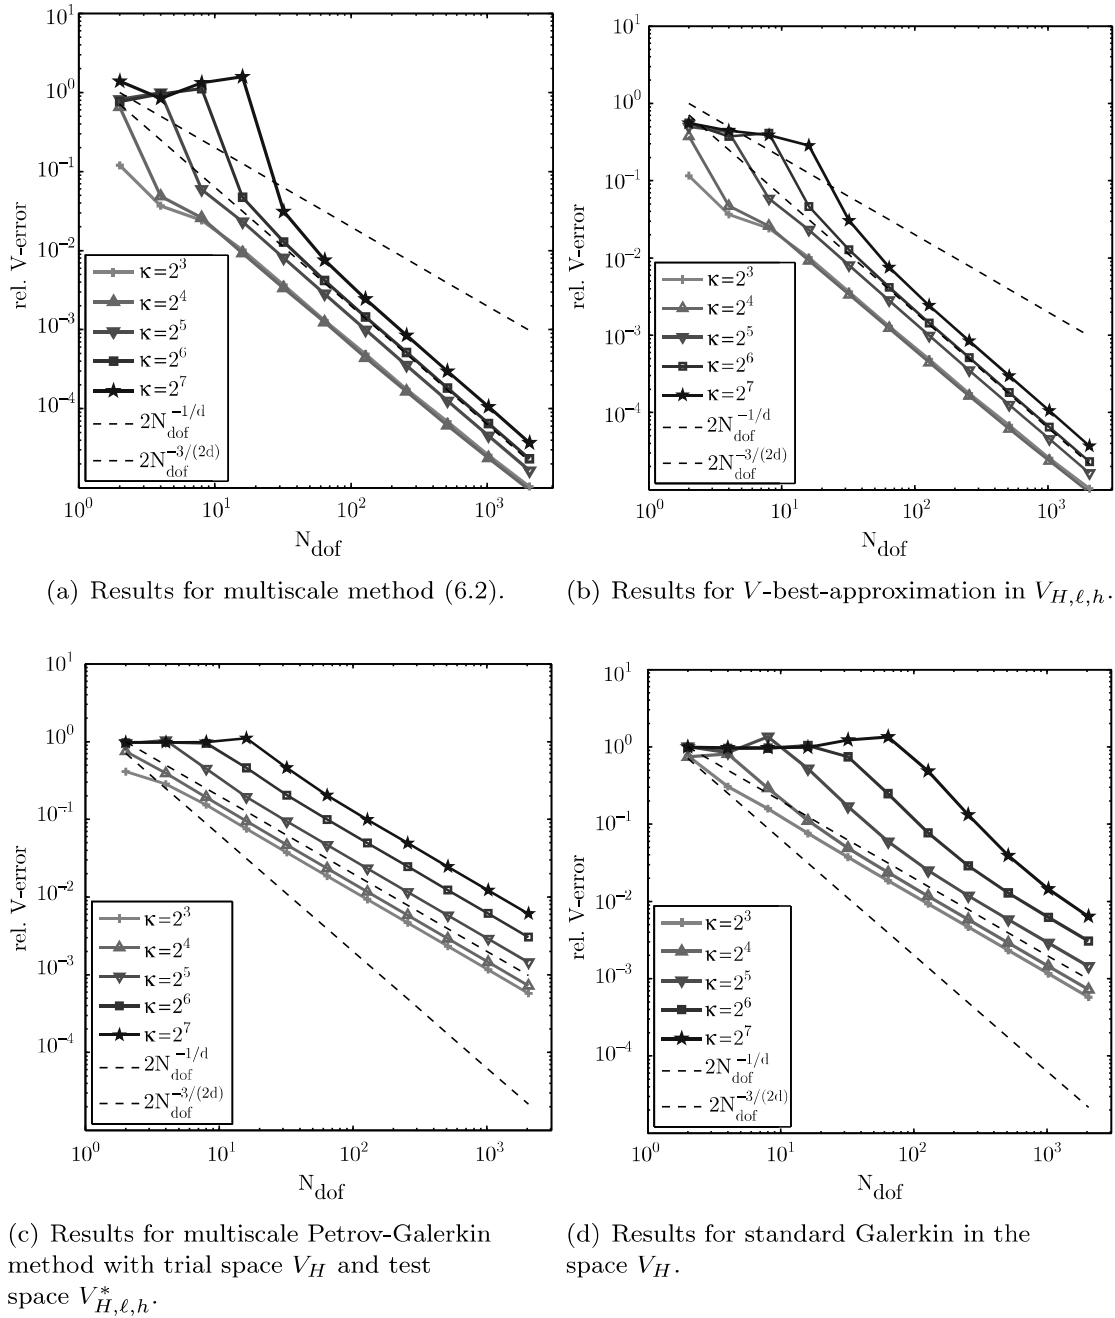 10^1
10^0
10^-1
10^-2
10^-3
10^-4
rel. V-error
κ=2^3
κ=2^4
κ=2^5
κ=2^6
κ=2^7
2N_dof^-1/d
2N_dof^-3/(2d)
10^0 10^1 10^2 10^3
N_dof
(a) Results for multiscale method (6.2).
10^1
10^0
10^-1
10^-2
10^-3
10^-4
rel. V-error
κ=2^3
κ=2^4
κ=2^5
κ=2^6
κ=2^7
2N_dof^-1/d
2N_dof^-3/(2d)
10^0 10^1 10^2 10^3
N_dof
(b) Results for V-best-approximation in V_{H,ℓ,h}.
10^1
10^0
10^-1
10^-2
10^-3
10^-4
rel. V-error
κ=2^3
κ=2^4
κ=2^5
κ=2^6
κ=2^7
2N_dof^-1/d
2N_dof^-3/(2d)
10^0 10^1 10^2 10^3
N_dof
(c) Results for multiscale Petrov-Galerkin
method with trial space V_H and test
space V^*_{H,ℓ,h}.
10^1
10^0
10^-1
10^-2
10^-3
10^-4
rel. V-error
κ=2^3
κ=2^4
κ=2^5
κ=2^6
κ=2^7
2N_dof^-1/d
2N_dof^-3/(2d)
10^0 10^1 10^2 10^3
N_dof
(d) Results for standard Galerkin in the
space V_H.